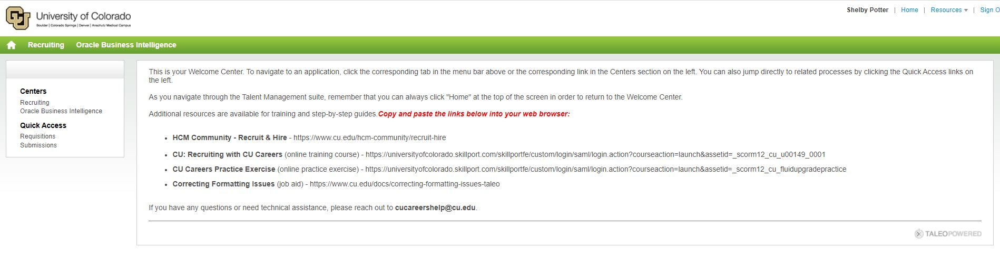 CU
University of Colorado
Boulder | Colorado Springs | Denver | Anschutz Medical Campus
Shelby Potter | Home | Resources | Sign O
Recruiting Oracle Business Intelligence
Centers
Recruiting
Oracle Business Intelligence
Quick Access
Requisitions
Submissions
This is your Welcome Center. To navigate to an application, click the corresponding tab in the menu bar above or the corresponding link in the Centers section on the left. You can also jump directly to related processes by clicking the Quick Access links on
the left.
As you navigate through the Talent Management suite, remember that you can always click "Home" at the top of the screen in order to return to the Welcome Center.
Additional resources are available for training and step-by-step guides.Copy and paste the links below into your web browser:
• HCM Community - Recruit & Hire - https://www.cu.edu/hcm-community/recruit-hire
• CU: Recruiting with CU Careers (online training course) - https://universityofcolorado.skillport.com/skillportfe/custom/login/saml/login.action?courseaction=launch&assetid=_scorm12_cu_u00149_0001
• CU Careers Practice Exercise (online practice exercise) - https://universityofcolorado.skillport.com/skillportfe/custom/login/saml/login.action?courseaction=launch&assetid=_scorm12_cu_fluidupgradepractice
• Correcting Formatting Issues (job aid) - https://www.cu.edu/docs/correcting-formatting-issues-taleo
If you have any questions or need technical assistance, please reach out to cucareershelp@cu.edu.
TALEOPOWERED